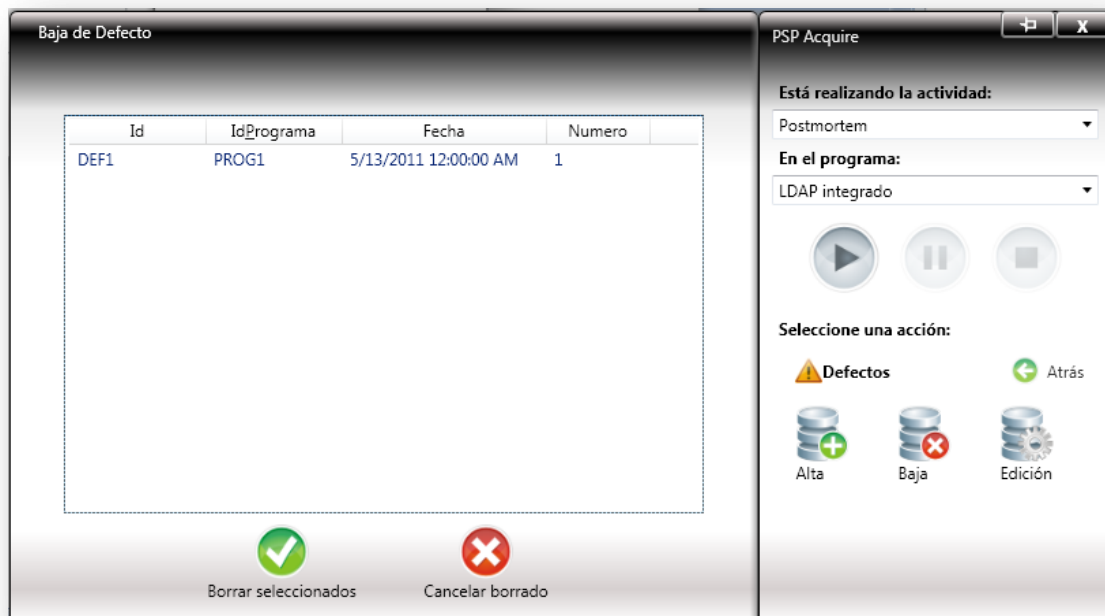 Baja de Defecto
Id IdPrograma Fecha Numero
DEF1 PROG1 5/13/2011 12:00:00 AM 1
Borrar seleccionados Cancelar borrado
PSP Acquire X
Está realizando la actividad:
Postmortem
En el programa:
LDAP integrado
Seleccione una acción:
Defectos Atrás
Alta Baja Edición